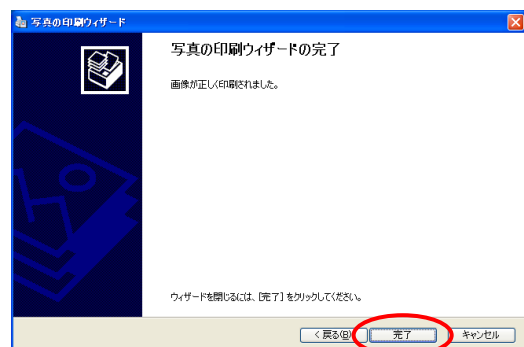 写真の印刷ウィザード
写真の印刷ウィザードの完了
画像が正しく印刷されました。
ウィザードを閉じるには、[完了] をクリックしてください。
< 戻る(B)
完了
キャンセル